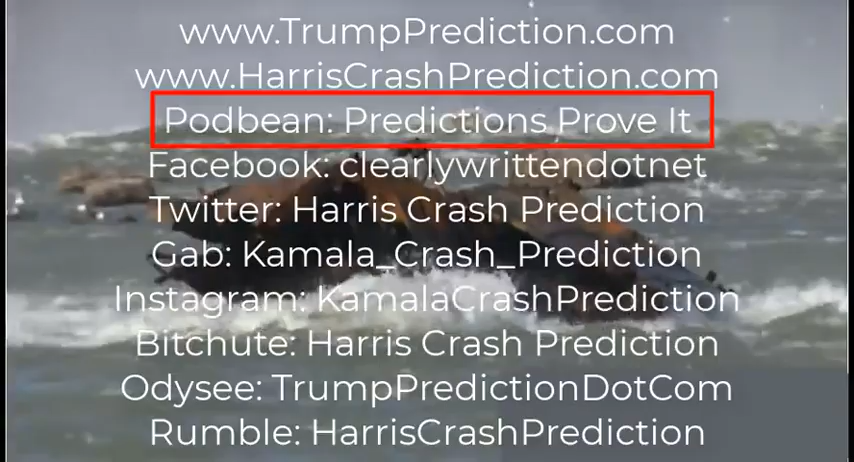 www.TrumpPrediction.com
www.HarrisCrashPrediction.com
Podbean: Predictions Prove It
Facebook: clearlywrittendotnet
Twitter: Harris Crash Prediction
Gab: Kamala_Crash_Prediction
Instagram: KamalaCrashPrediction
Bitchute: Harris Crash Prediction
Odysee: TrumpPredictionDotCom
Rumble: HarrisCrashPrediction